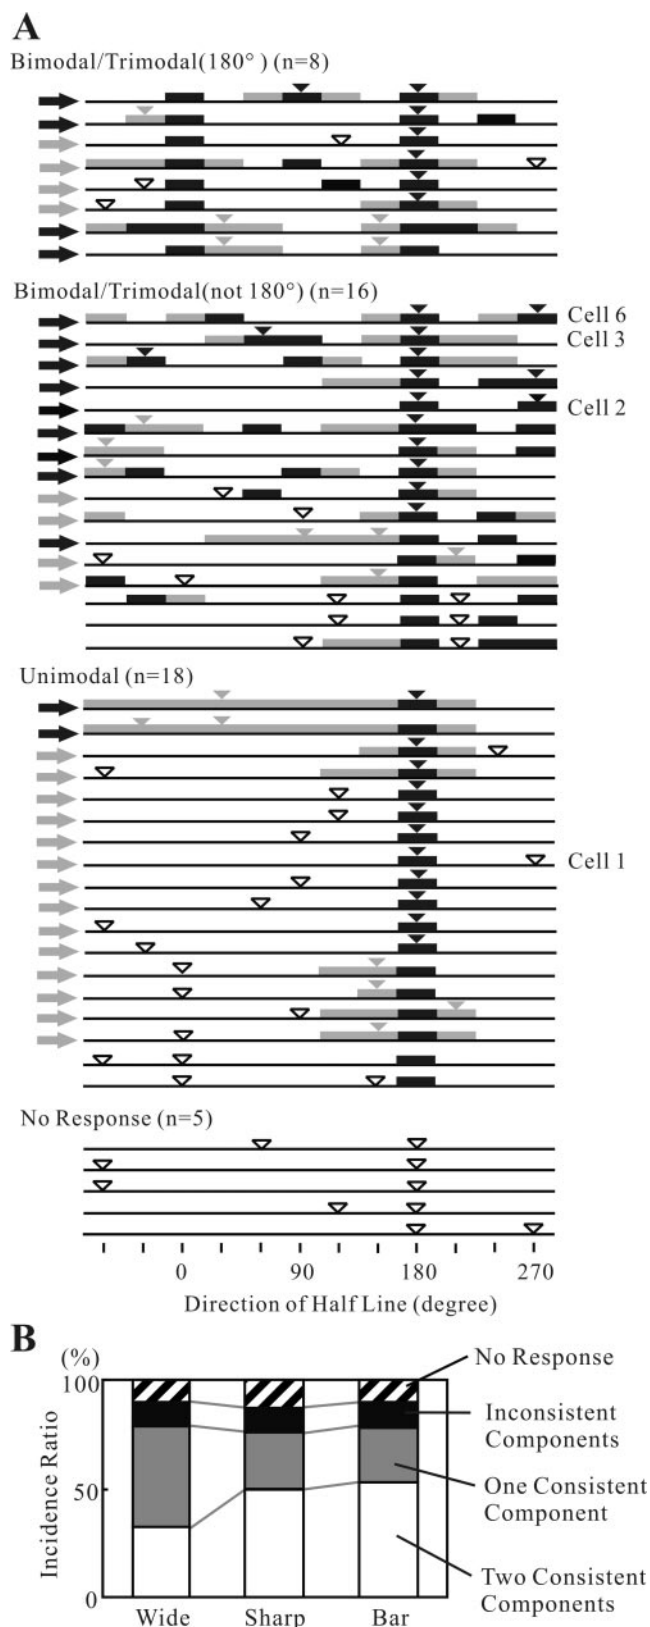 A
Bimodal/Trimodal(180° ) (n=8)
Bimodal/Trimodal(not 180°) (n=16)
Cell 6
Cell 3
Cell 2
Unimodal (n=18)
Cell 1
No Response (n=5)
0 90 180 270
Direction of Half Line (degree)
B
(%)
100
50
0
Incidence Ratio
No Response
Inconsistent
Components
One Consistent
Component
Two Consistent
Components
Wide Sharp Bar